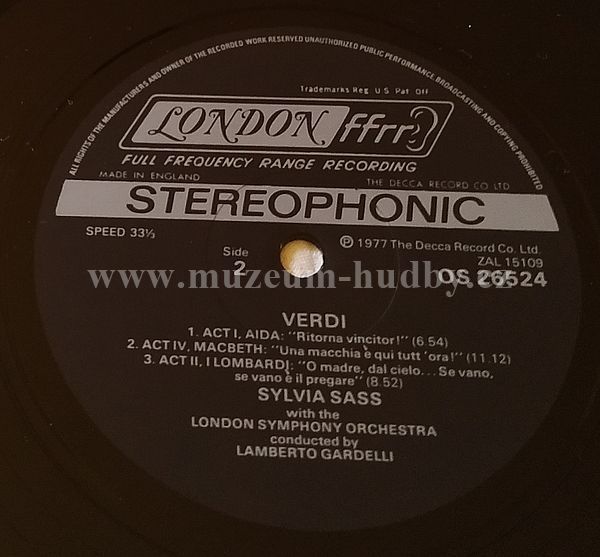 ALL RIGHTS OF THE MANUFACTURERS AND OWNER OF THE RECORDED WORK RESERVED UNAUTHORIZED PUBLIC PERFORMANCE BROADCASTING AND COPYING PROHIBITED
Trademarks Reg. U S Pat. Off
LONDON ffrr
FULL FREQUENCY RANGE RECORDING
MADE IN ENGLAND THE DECCA RECORD CO LTD
STEREOPHONIC
SPEED 33⅓
Side
2
℗ 1977 The Decca Record Co. Ltd.
ZAL 15109
OS 26524
www.muzeum-hudby.cz
VERDI
1. ACT I, AIDA: "Ritorna vincitor!" (6.54)
2. ACT IV, MACBETH: "Una macchia è qui tutt 'ora!" (11.12)
3. ACT II, I LOMBARDI: "O madre, dal cielo... Se vano,
se vano è il pregare" (8.52)
SYLVIA SASS
with the
LONDON SYMPHONY ORCHESTRA
conducted by
LAMBERTO GARDELLI